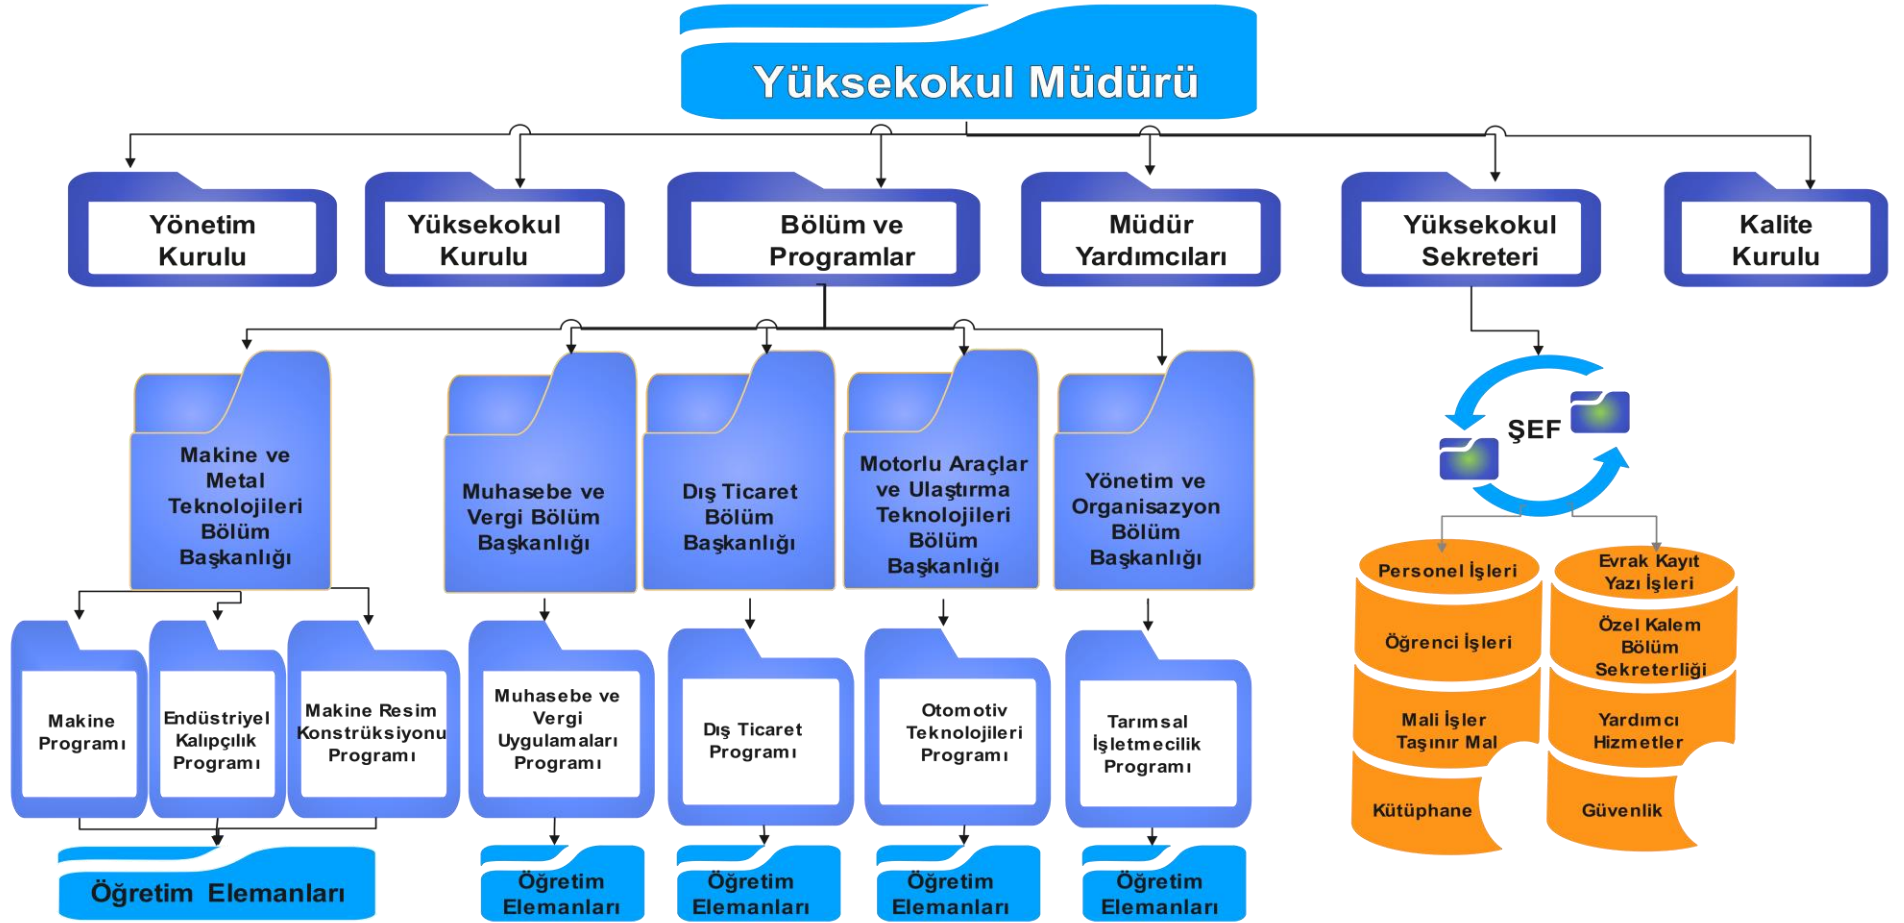 Yüksekokul Müdürü
Yönetim
Kurulu
Yüksekokul
Kurulu
Bölüm ve
Programlar
Müdür
Yardımcıları
Yüksekokul
Sekreteri
Kalite
Kurulu
Makine ve
Metal
Teknolojileri
Bölüm
Başkanlığı
Muhasebe ve
Vergi Bölüm
Başkanlığı
Dış Ticaret
Bölüm
Başkanlığı
Motorlu Araçlar
ve Ulaştırma
Teknolojileri
Bölüm
Başkanlığı
Yönetim ve
Organisazyon
Bölüm
Başkanlığı
ŞEF
Makine
Programı
Endüstriyel
Kalıpçılık
Programı
Makine Resim
Konstrüksiyonu
Programı
Muhasebe ve
Vergi
Uygulamaları
Programı
Dış Ticaret
Programı
Otomotiv
Teknolojileri
Programı
Tarımsal
İşletmecilik
Programı
Personel İşleri
Öğrenci İşleri
Mali İşler
Taşınır Mal
Kütüphane
Evrak Kayıt
Yazı İşleri
Özel Kalem
Bölüm
Sekreterliği
Yardımcı
Hizmetler
Güvenlik
Öğretim Elemanları
Öğretim
Elemanları
Öğretim
Elemanları
Öğretim
Elemanları
Öğretim
Elemanları